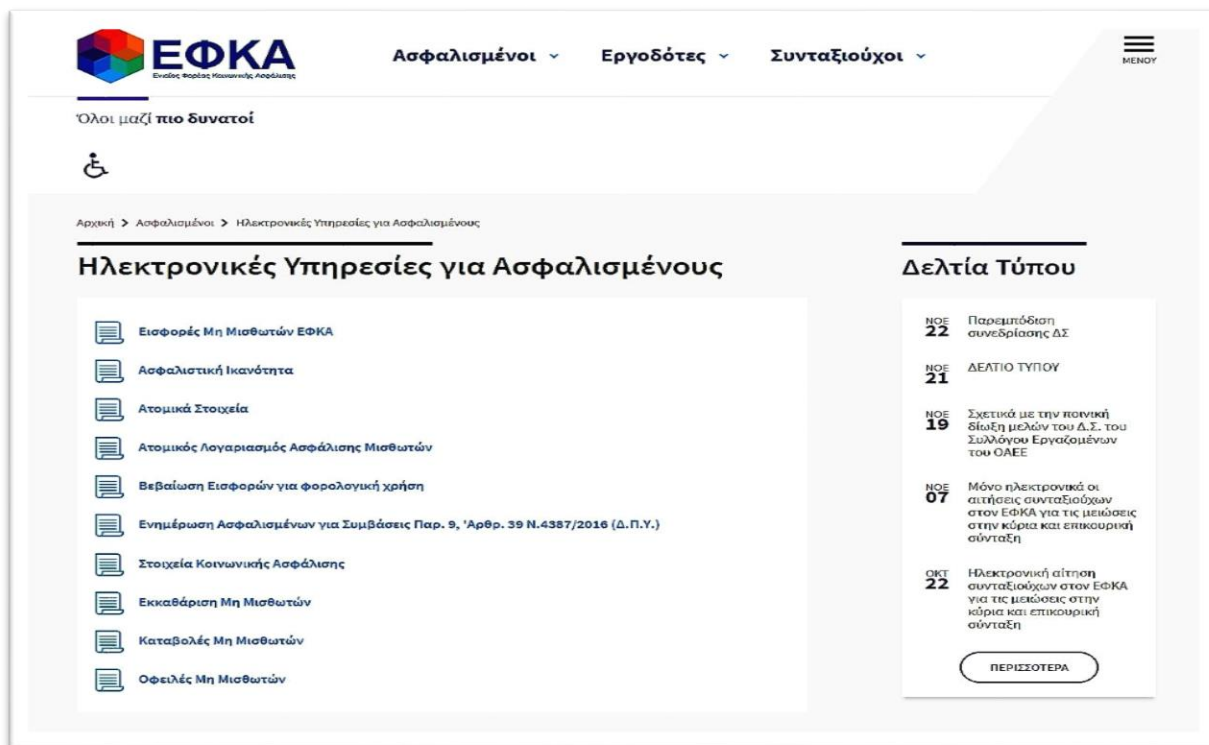 ΕΦΚΑ
Ενιαίος Φορέας Κοινωνικής Ασφάλισης
Ασφαλισμένοι
Εργοδότες
Συνταξιούχοι
ΜΕΝΟΥ
Όλοι μαζί πιο δυνατοί
Αρχική > Ασφαλισμένοι > Ηλεκτρονικές Υπηρεσίες για Ασφαλισμένους
Ηλεκτρονικές Υπηρεσίες για Ασφαλισμένους
Εισφορές Μη Μισθωτών ΕΦΚΑ
Ασφαλιστική Ικανότητα
Ατομικά Στοιχεία
Ατομικός Λογαριασμός Ασφάλισης Μισθωτών
Βεβαίωση Εισφορών για φορολογική χρήση
Ενημέρωση Ασφαλισμένων για Συμβάσεις Παρ. 9, 'Αρθρ. 39 Ν.4387/2016 (Δ.Π.Υ.)
Στοιχεία Κοινωνικής Ασφάλισης
Εκκαθάριση Μη Μισθωτών
Καταβολές Μη Μισθωτών
Οφειλές Μη Μισθωτών
Δελτία Τύπου
ΝΟΕ
22
Παρεμπόδιση
συνεδρίασης ΔΣ
ΝΟΕ
21
ΔΕΛΤΙΟ ΤΥΠΟΥ
ΝΟΕ
19
Σχετικά με την ποινική
δίωξη μελών του Δ.Σ. του
Συλλόγου Εργαζομένων
του ΟΑΕΕ
ΝΟΕ
07
Μόνο ηλεκτρονικά οι
αιτήσεις συνταξιούχων
στον ΕΦΚΑ για τις μειώσεις
στην κύρια και επικουρική
σύνταξη
ΟΚΤ
22
Ηλεκτρονική αίτηση
συνταξιούχων στον ΕΦΚΑ
για τις μειώσεις στην
κύρια και επικουρική
σύνταξη
ΠΕΡΙΣΣΟΤΕΡΑ